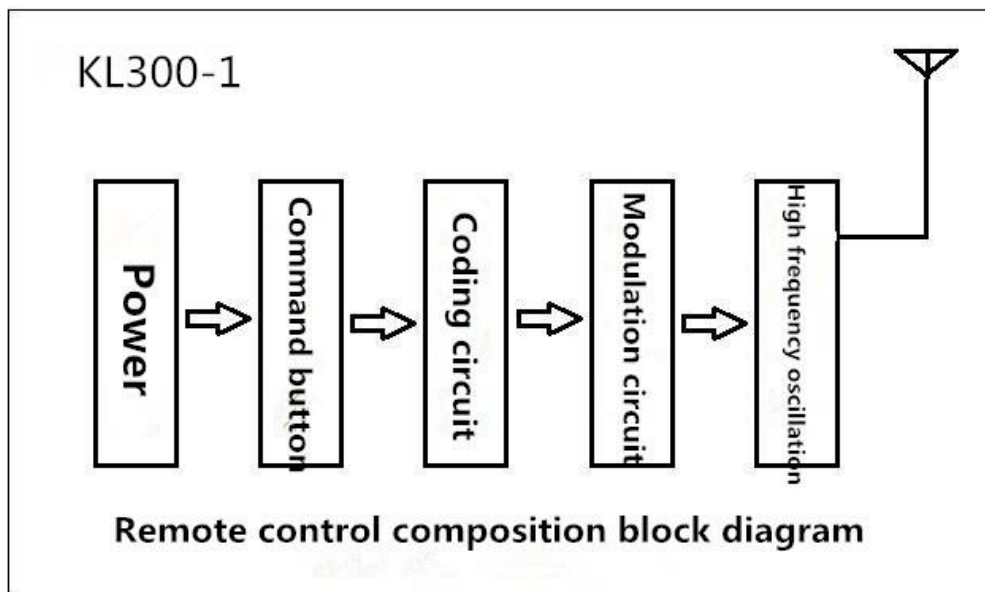 KL300-1
Power
Command button
Coding circuit
Modulation circuit
High frequency oscillation
Remote control composition block diagram